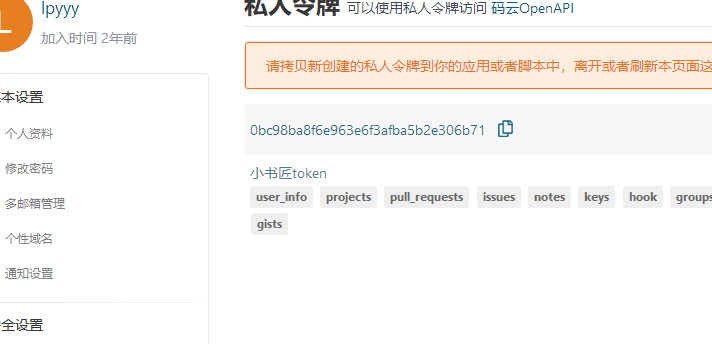 L
lpyyy
加入时间 2年前
私人令牌 可以使用私人令牌访问 码云OpenAPI
请拷贝新创建的私人令牌到你的应用或者脚本中，离开或者刷新本页面这
0bc98ba8f6e963e6f3afba5b2e306b71
小书匠token
user_info projects pull_requests issues notes keys hook groups
gists
基本设置
个人资料
修改密码
多邮箱管理
个性域名
通知设置
全设置